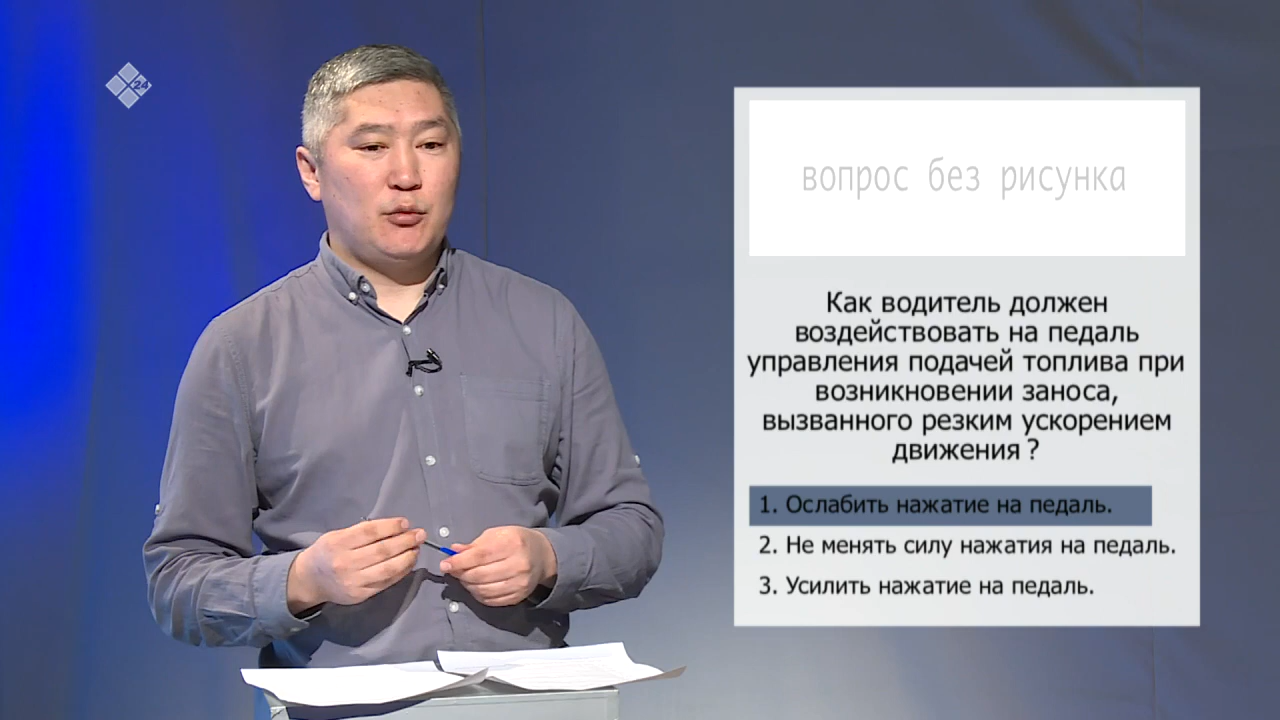 24
вопрос без рисунка
Как водитель должен
воздействовать на педаль
управления подачей топлива при
возникновении заноса,
вызванного резким ускорением
движения ?
1. Ослабить нажатие на педаль.
2. Не менять силу нажатия на педаль.
3. Усилить нажатие на педаль.